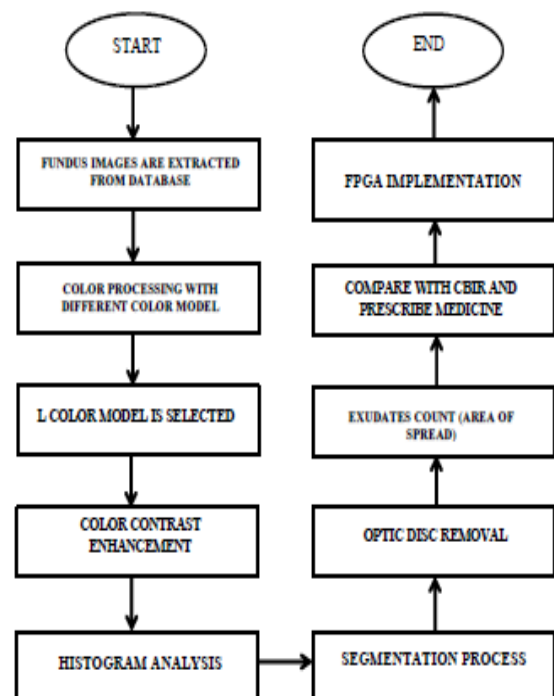 START
FUNDUS IMAGES ARE EXTRACTED
FROM DATABASE
COLOR PROCESSING WITH
DIFFERENT COLOR MODEL
L COLOR MODEL IS SELECTED
COLOR CONTRAST
ENHANCEMENT
HISTOGRAM ANALYSIS
SEGMENTATION PROCESS
OPTIC DISC REMOVAL
EXUDATES COUNT (AREA OF
SPREAD)
COMPARE WITH CBIR AND
PRESCRIBE MEDICINE
FPGA IMPLEMENTATION
END